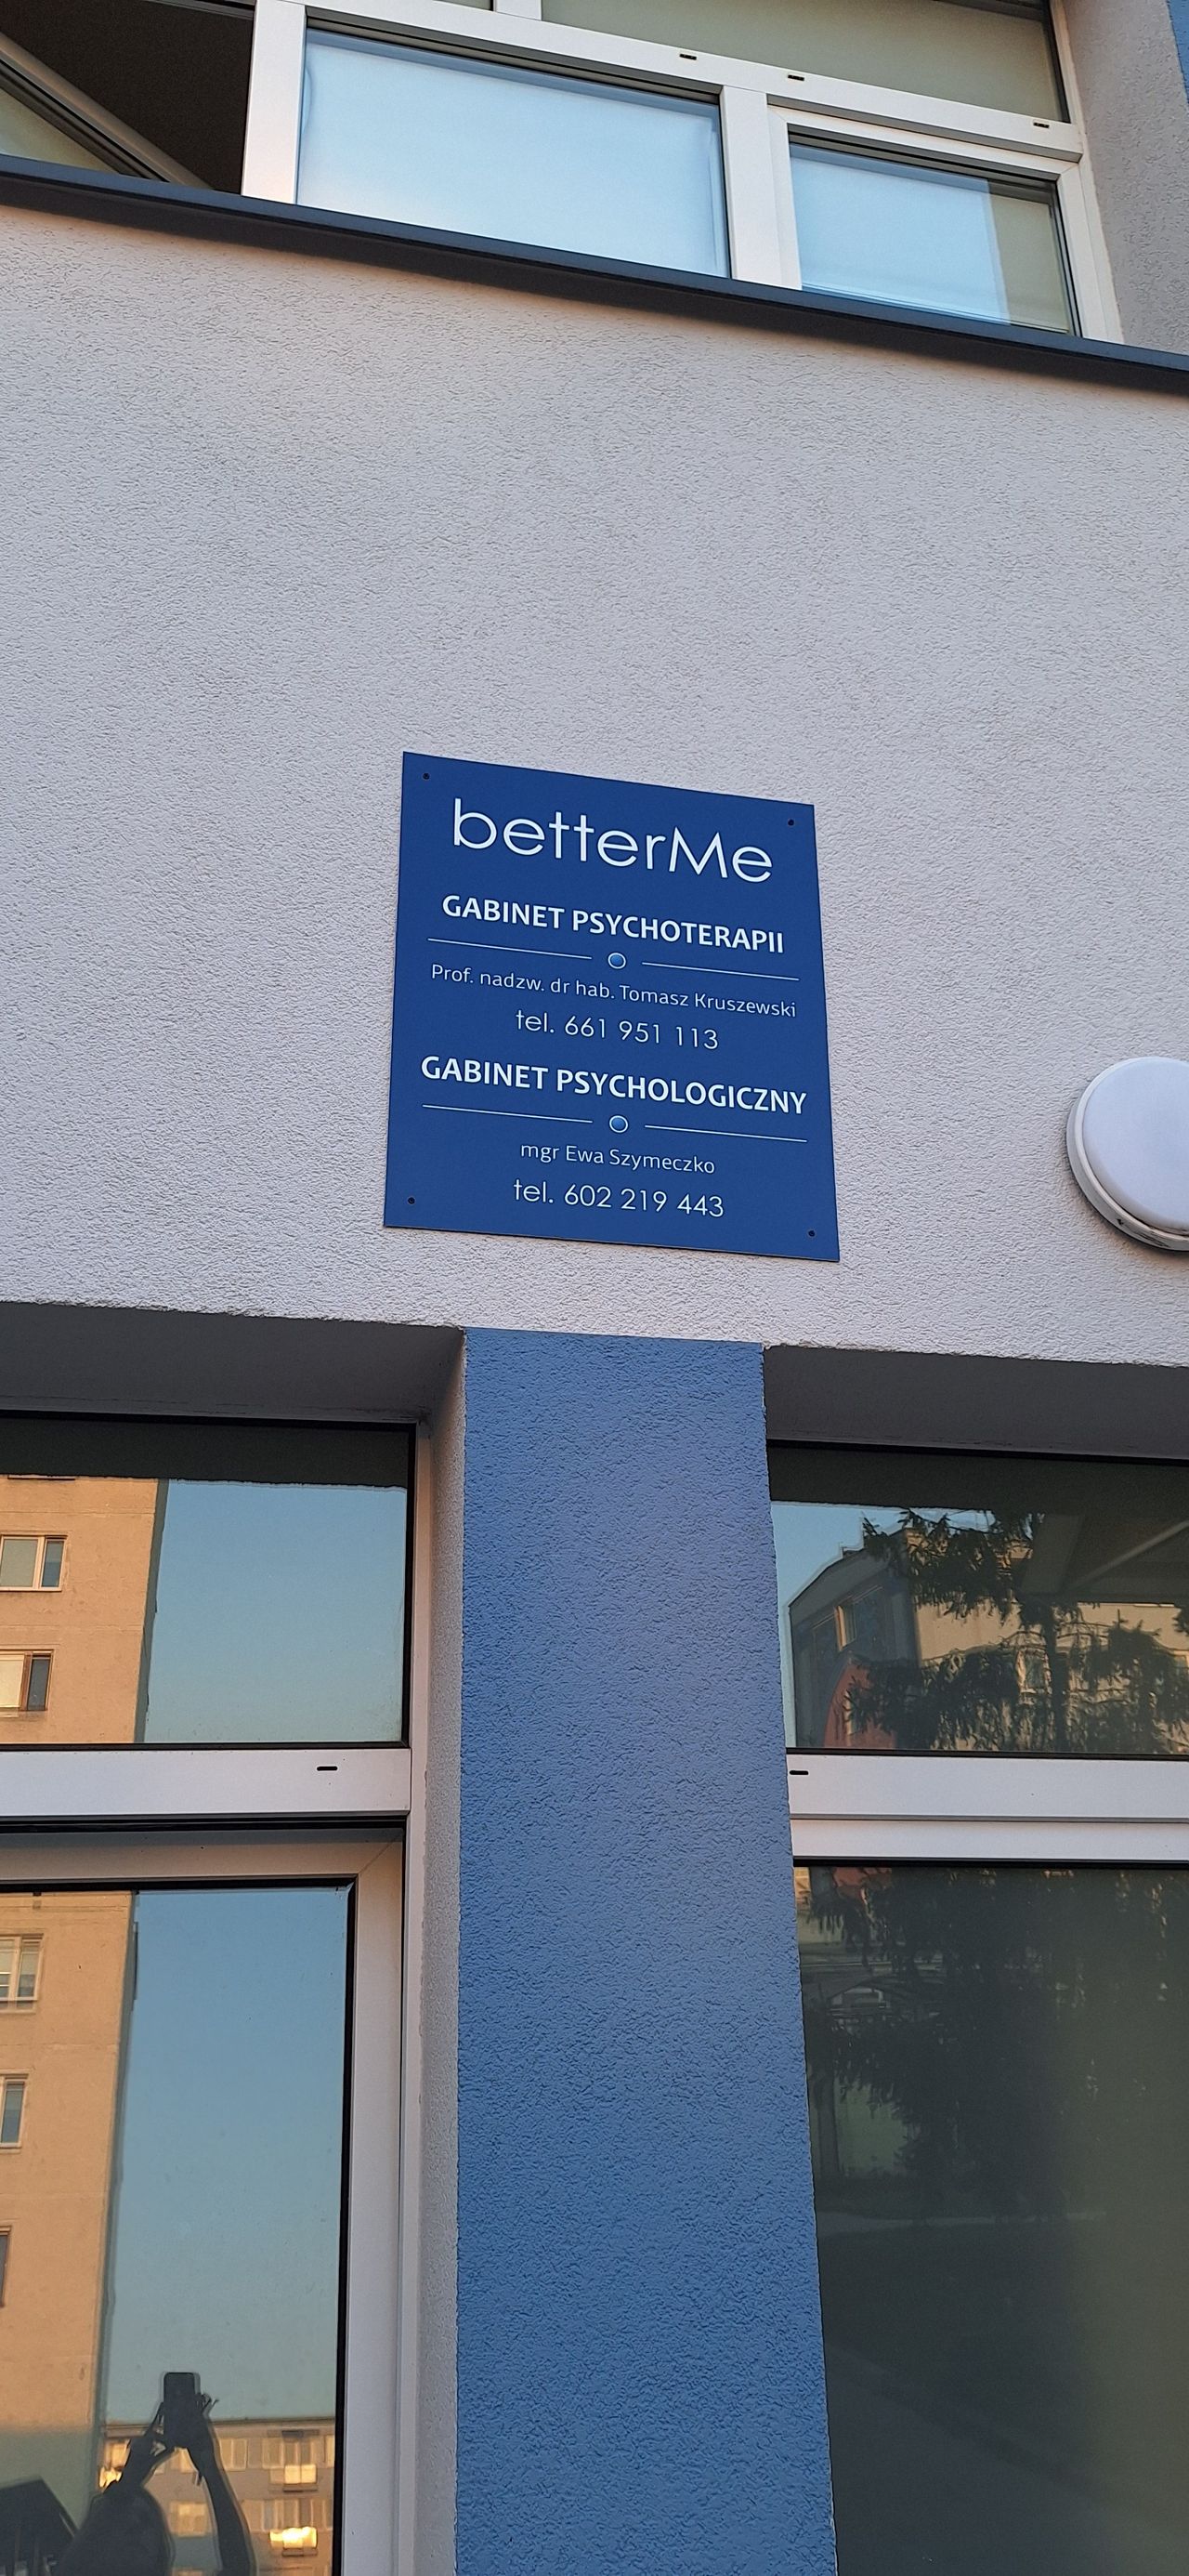 betterMe
GABINET PSYCHOTERAPII
Prof. nadzw. dr hab. Tomasz Kruszewski
tel. 661 951 113
GABINET PSYCHOLOGICZNY
mgr Ewa Szymeczko
tel. 602 219 443